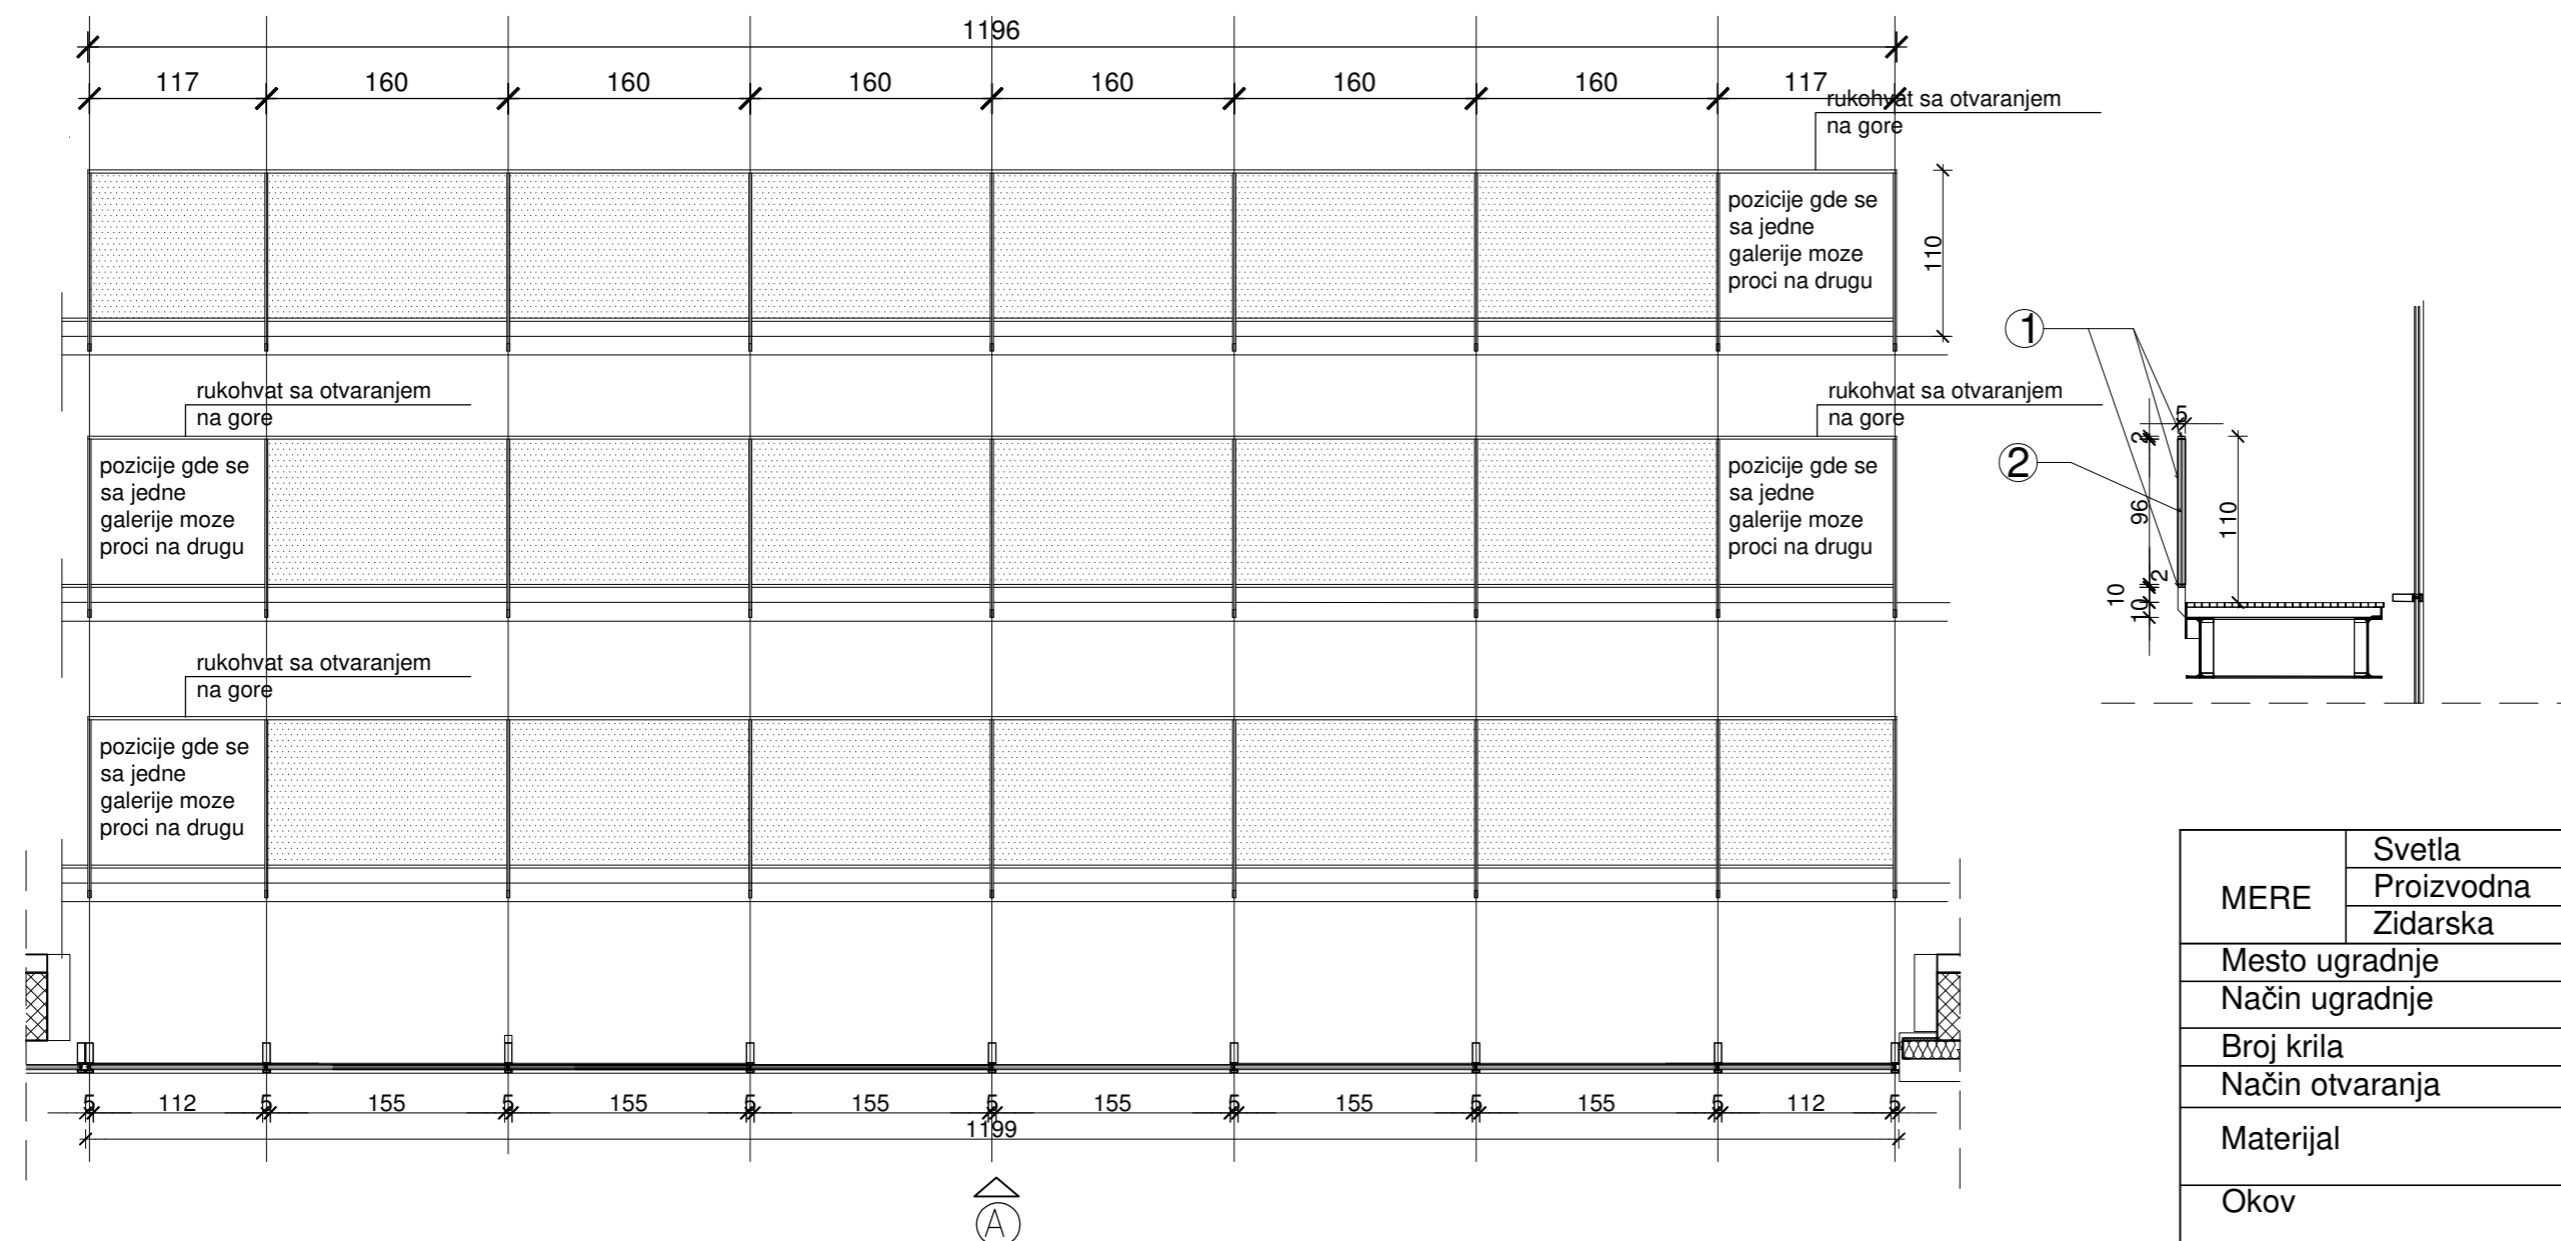 1196
117 160 160 160 160 160 160 117
rukohvat sa otvaranjem
na gore
pozicije gde se
sa jedne
galerije moze
proci na drugu
110
rukohvat sa otvaranjem
na gore
rukohvat sa otvaranjem
na gore
pozicije gde se
sa jedne
galerije moze
proci na drugu
pozicije gde se
sa jedne
galerije moze
proci na drugu
rukohvat sa otvaranjem
na gore
pozicije gde se
sa jedne
galerije moze
proci na drugu
5 112 5 155 5 155 5 155 5 155 5 155 5 155 5 112 5
1199
A
1
5
2
2
96
110
2
10
10
MERE
Svetla
Proizvodna
Zidarska
Mesto ugradnje
Način ugradnje
Broj krila
Način otvaranja
Materijal
Okov